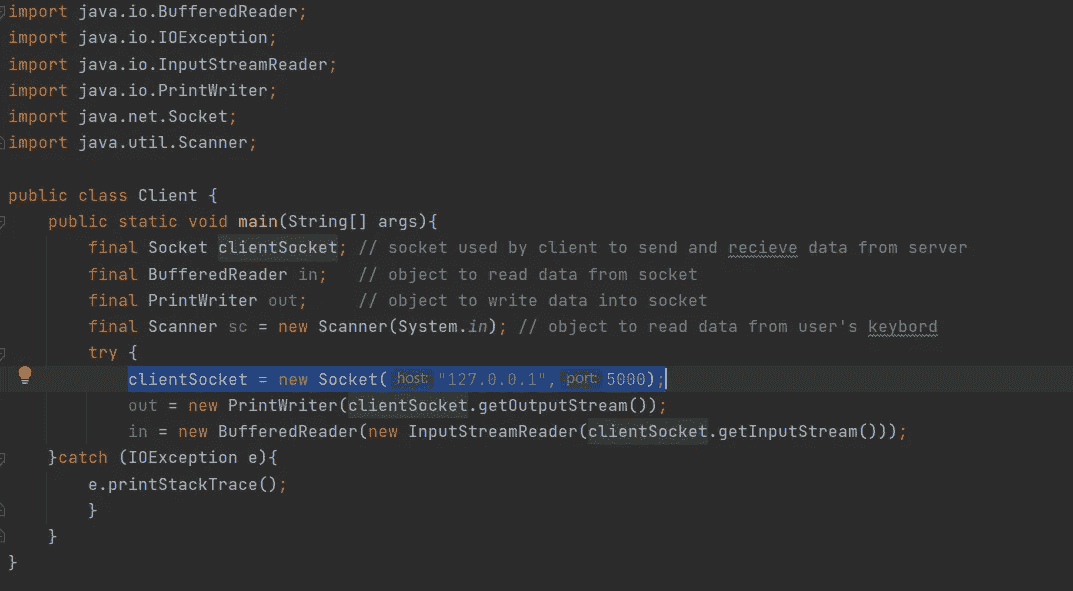 import java.io.BufferedReader;
import java.io.IOException;
import java.io.InputStreamReader;
import java.io.PrintWriter;
import java.net.Socket;
import java.util.Scanner;
public class Client {
public static void main(String[] args){
final Socket clientSocket; // socket used by client to send and recieve data from server
final BufferedReader in; // object to read data from socket
final PrintWriter out; // object to write data into socket
final Scanner sc = new Scanner(System.in); // object to read data from user's keybord
try {
clientSocket = new Socket( host: "127.0.0.1", port: 5000);
out = new PrintWriter(clientSocket.getOutputStream());
in = new BufferedReader(new InputStreamReader(clientSocket.getInputStream()));
}catch (IOException e){
e.printStackTrace();
}
}
}